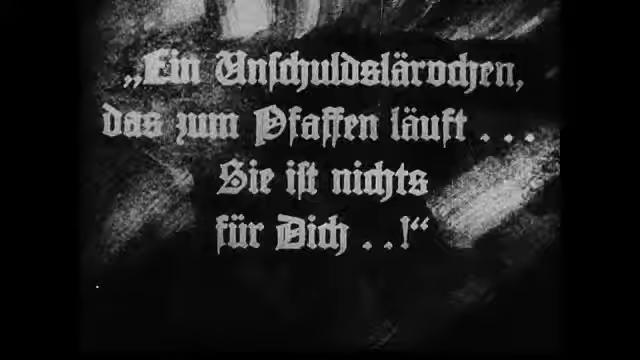 „Ein Unſchuldslärvchen,
das zum Pfaffen läuft . . .
Sie iſt nichts
für Dich . .!“